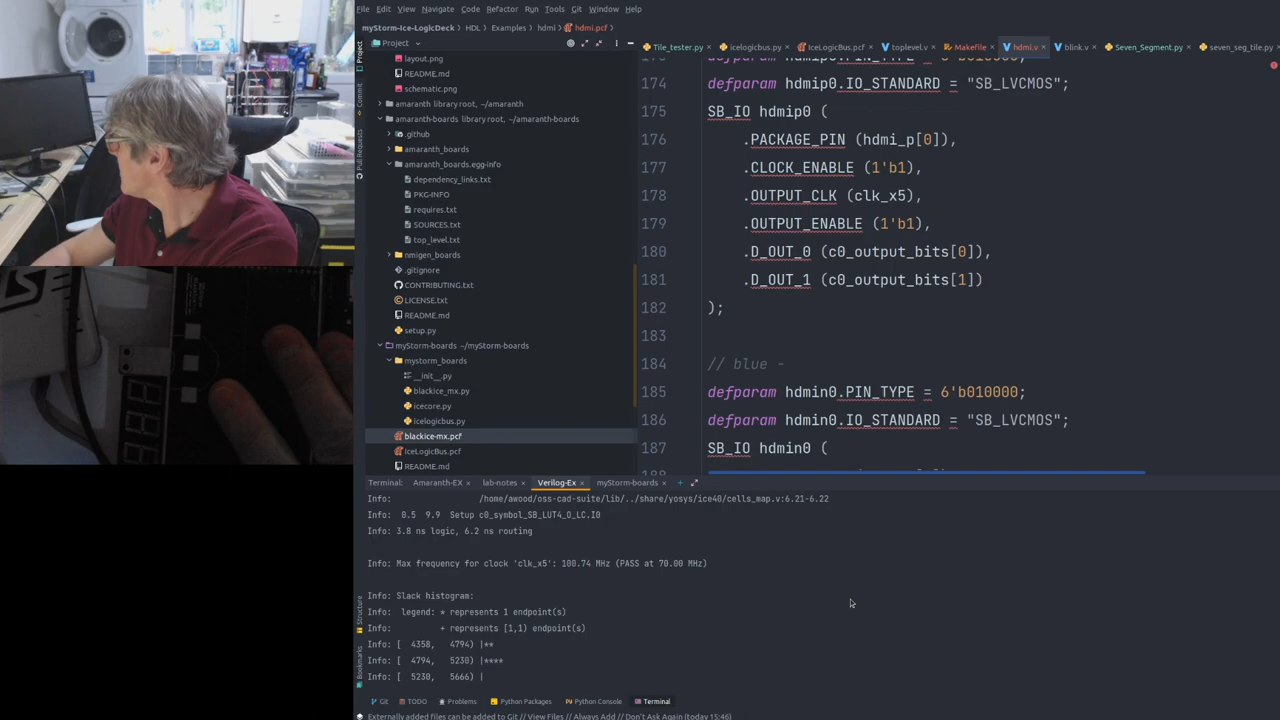 File Edit View Navigate Code Refactor Run Tools Git Window Help
myStorm-Ice-LogicDeck > HDL > Examples > hdmi > hdmi.pcf
Project
Tile_tester.py × icelogicbus.py × IceLogicBus.pcf × toplevel.v × Makefile × hdmi.v × blink.v × Seven_Segment.py × seven_seg_tile.py
layout.png
README.md
schematic.png
amaranth library root, ~/amaranth
amaranth-boards library root, ~/amaranth-boards
.github
amaranth_boards
amaranth_boards.egg-info
dependency_links.txt
PKG-INFO
requires.txt
SOURCES.txt
top_level.txt
nmigen_boards
.gitignore
CONTRIBUTING.txt
LICENSE.txt
README.md
setup.py
myStorm-boards ~/myStorm-boards
mystorm_boards
__init__.py
blackice_mx.py
icecore.py
icelogicbus.py
blackice-mx.pcf
IceLogicBus.pcf
README.md
174 defparam hdmip0.IO_STANDARD = "SB_LVCMOS";
175 SB_IO hdmip0 (
176 .PACKAGE_PIN (hdmi_p[0]),
177 .CLOCK_ENABLE (1'b1),
178 .OUTPUT_CLK (clk_x5),
179 .OUTPUT_ENABLE (1'b1),
180 .D_OUT_0 (c0_output_bits[0]),
181 .D_OUT_1 (c0_output_bits[1])
182 );
183
184 // blue -
185 defparam hdmin0.PIN_TYPE = 6'b010000;
186 defparam hdmin0.IO_STANDARD = "SB_LVCMOS";
187 SB_IO hdmin0 (
Terminal: Amaranth-EX × lab-notes × Verilog-Ex × myStorm-boards ×
Info: /home/awood/oss-cad-suite/lib/../share/yosys/ice40/cells_map.v:6.21-6.22
Info: 0.5 9.9 Setup c0_symbol_SB_LUT4_O_LC.I0
Info: 3.8 ns logic, 6.2 ns routing
Info: Max frequency for clock 'clk_x5': 100.74 MHz (PASS at 70.00 MHz)
Info: Slack histogram:
Info: legend: * represents 1 endpoint(s)
Info: + represents [1,1) endpoint(s)
Info: [ 4358, 4794) |**
Info: [ 4794, 5230) |****
Info: [ 5230, 5666) |
Project
Commit
Pull Requests
Structure
Bookmarks
Git TODO Problems Python Packages Python Console Terminal
Externally added files can be added to Git // View Files // Always Add // Don't Ask Again (today 15:46)